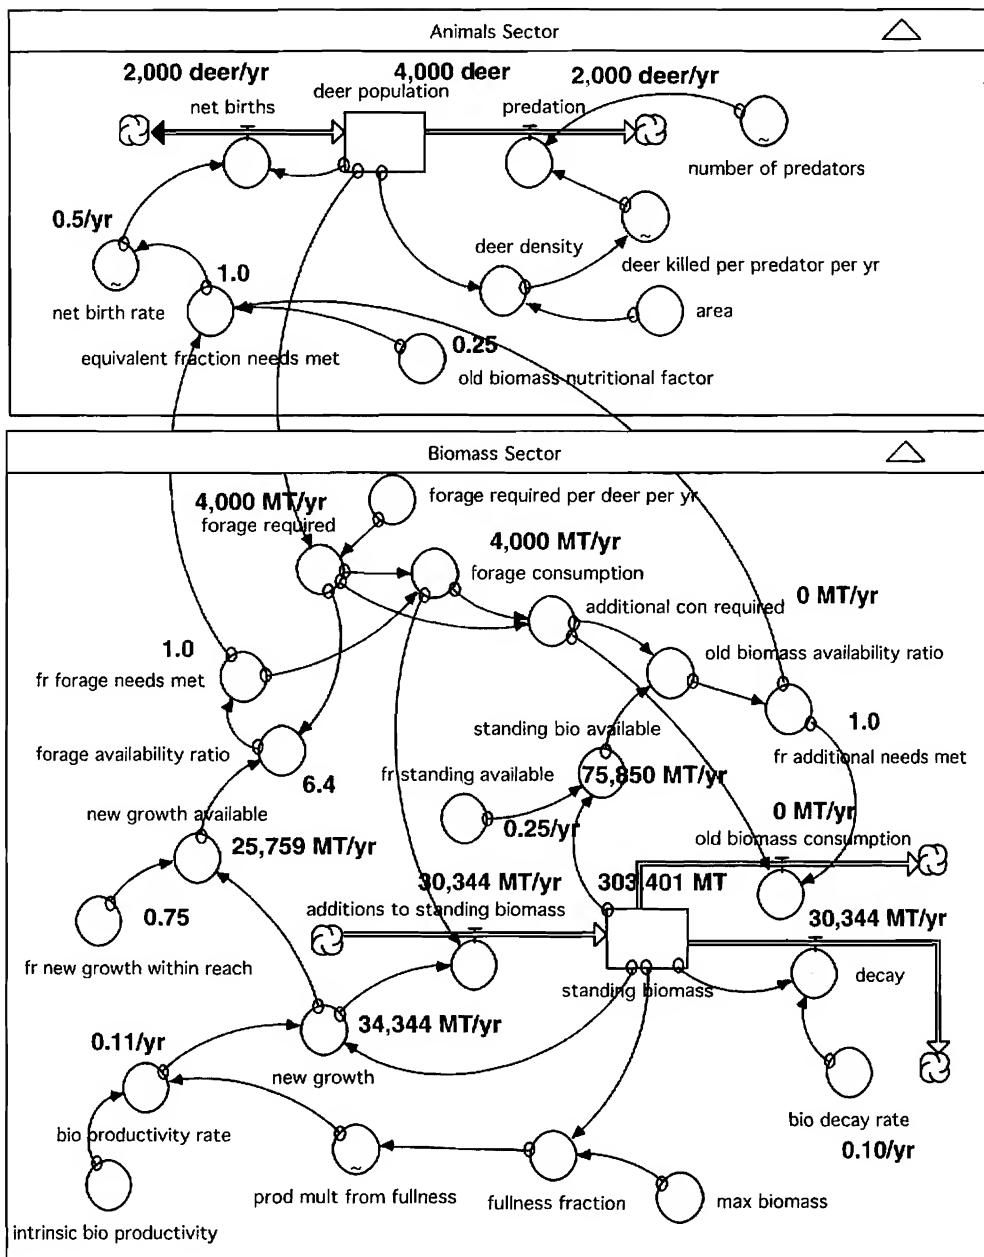 Animals Sector
2,000 deer/yr
4,000 deer
2,000 deer/yr
deer population
net births
predation
number of predators
~
0.5/yr
deer density
~
deer killed per predator per yr
1.0
~
net birth rate
area
equivalent fraction needs met
0.25
old biomass nutritional factor
Biomass Sector
4,000 MT/yr
forage required per deer per yr
forage required
4,000 MT/yr
forage consumption
additional con required
0 MT/yr
1.0
old biomass availability ratio
fr forage needs met
1.0
standing bio available
forage availability ratio
fr additional needs met
fr standing available
75,850 MT/yr
6.4
new growth available
0 MT/yr
0.25/yr
old biomass consumption
25,759 MT/yr
30,344 MT/yr
303,401 MT
0.75
additions to standing biomass
30,344 MT/yr
fr new growth within reach
decay
standing biomass
34,344 MT/yr
0.11/yr
new growth
bio decay rate
bio productivity rate
0.10/yr
~
prod mult from fullness
fullness fraction
max biomass
intrinsic bio productivity